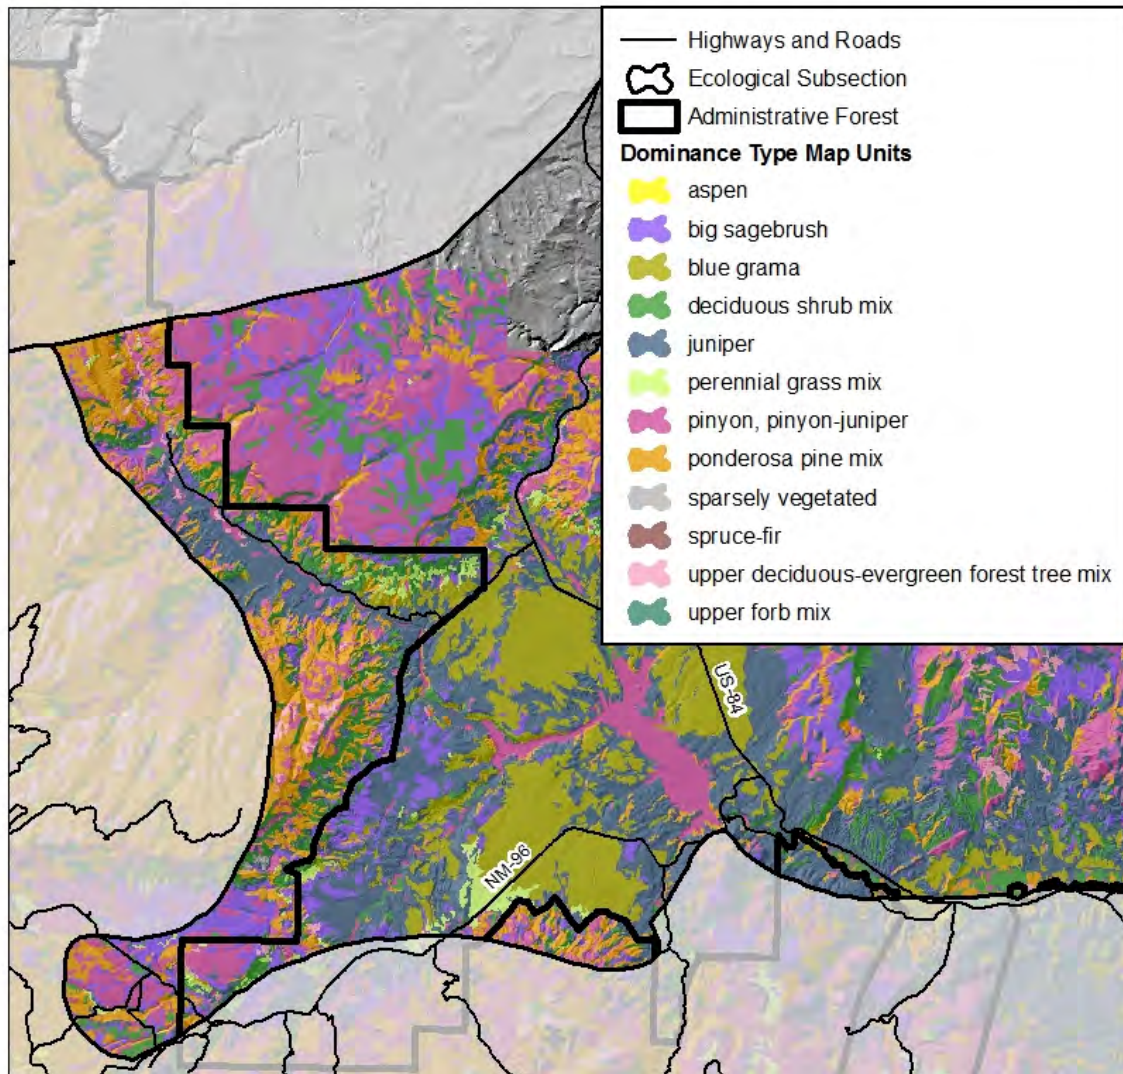 Highways and Roads
Ecological Subsection
Administrative Forest
Dominance Type Map Units
aspen
big sagebrush
blue grama
deciduous shrub mix
juniper
perennial grass mix
pinyon, pinyon-juniper
ponderosa pine mix
sparsely vegetated
spruce-fir
upper deciduous-evergreen forest tree mix
upper forb mix
US-84
NM-96